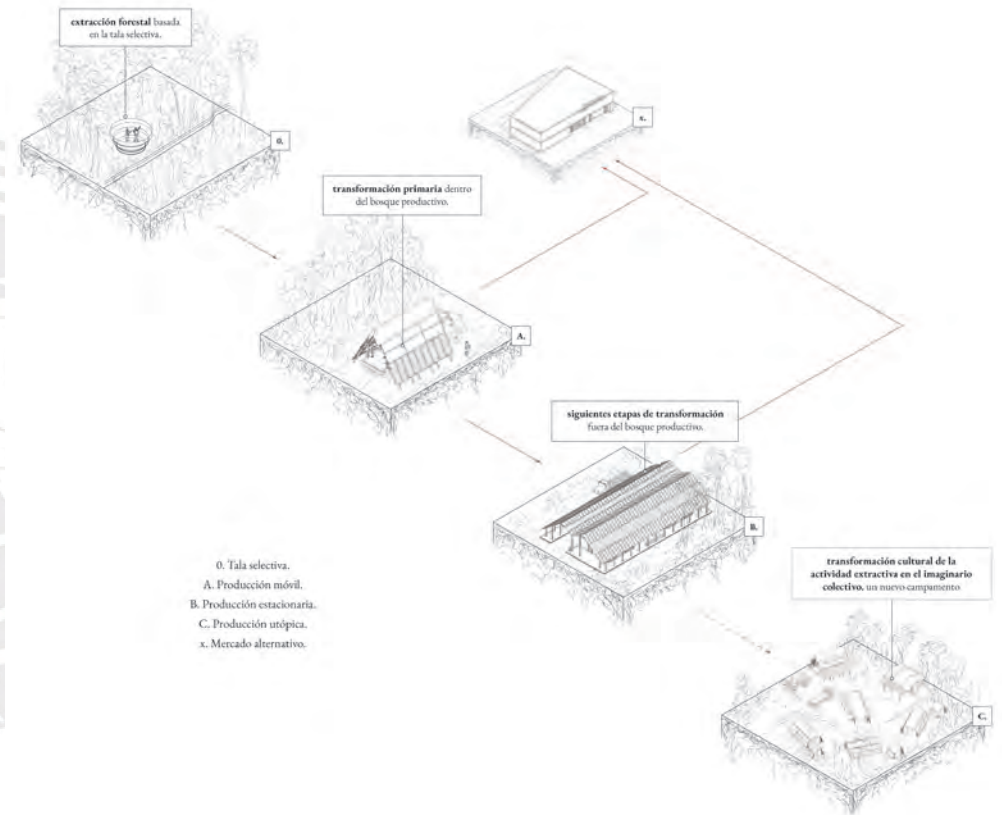 extracción forestal basada
en la tala selectiva.
0.
x.
transformación primaria dentro
del bosque productivo.
A.
siguientes etapas de transformación
fuera del bosque productivo.
B.
0. Tala selectiva.
A. Producción móvil.
B. Producción estacionaria.
C. Producción utópica.
x. Mercado alternativo.
transformación cultural de la
actividad extractiva en el imaginario
colectivo. un nuevo campamento
C.